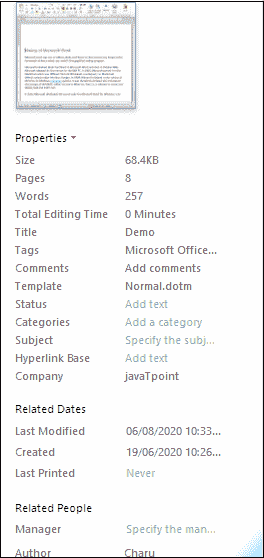 History of Microsoft Word
Properties
Size 68.4KB
Pages 8
Words 257
Total Editing Time 0 Minutes
Title Demo
Tags Microsoft Office...
Comments Add comments
Template Normal.dotm
Status Add text
Categories Add a category
Subject Specify the subj...
Hyperlink Base Add text
Company javaTpoint
Related Dates
Last Modified 06/08/2020 10:33...
Created 19/06/2020 10:26...
Last Printed Never
Related People
Manager Specify the man...
Author Charu